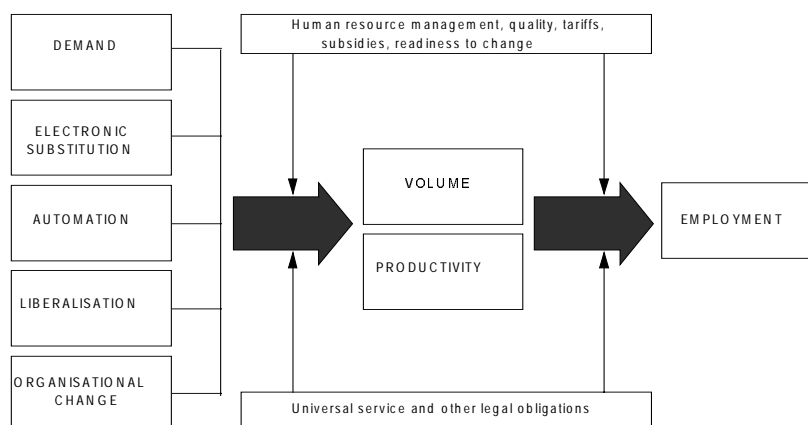 DEMAND
ELECTRONIC
SUBSTITUTION
AUTOMATION
LIBERALISATION
ORGANISATIONAL
CHANGE
Human resource management, quality, tariffs,
subsidies, readiness to change
VOLUME
PRODUCTIVITY
Universal service and other legal obligations
EMPLOYMENT